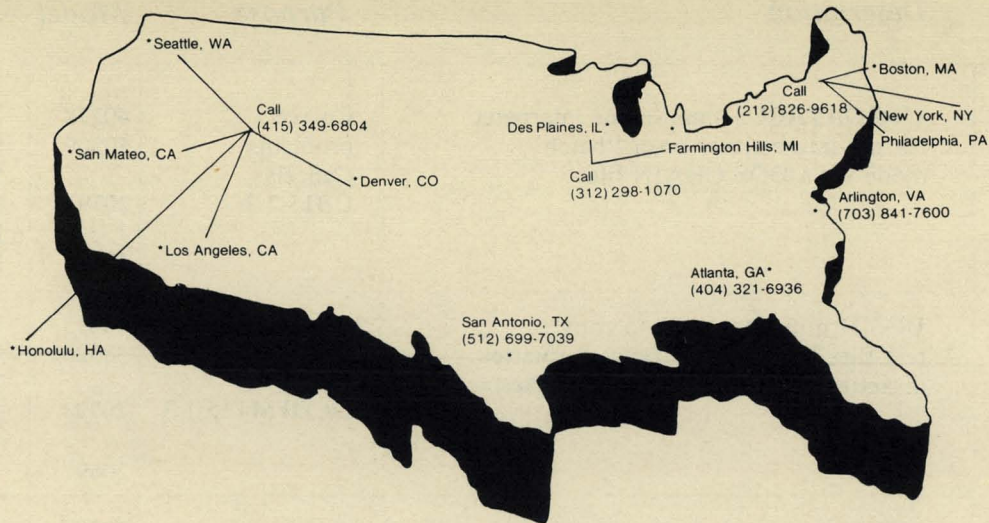 *Seattle, WA
Call
(415) 349-6804
*San Mateo, CA
*Denver, CO
*Los Angeles, CA
*Honolulu, HA
Des Plaines, IL*
Farmington Hills, MI
Call
(312) 298-1070
*Boston, MA
Call
(212) 826-9618
New York, NY
Philadelphia, PA
Arlington, VA
(703) 841-7600
Atlanta, GA*
(404) 321-6936
San Antonio, TX
(512) 699-7039